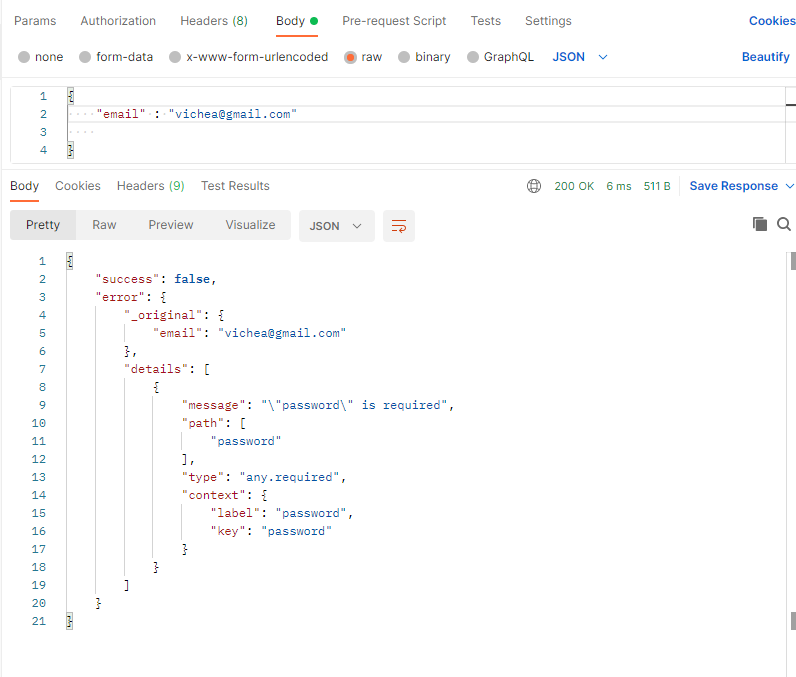 Params Authorization Headers (8) Body Pre-request Script Tests Settings Cookies
none form-data x-www-form-urlencoded raw binary GraphQL JSON Beautify
1 {
2 ····"email"·:·"vichea@gmail.com"
3 ····
4 }
Body Cookies Headers (9) Test Results 200 OK 6 ms 511 B Save Response
Pretty Raw Preview Visualize JSON
1 {
2 "success": false,
3 "error": {
4 "_original": {
5 "email": "vichea@gmail.com"
6 },
7 "details": [
8 {
9 "message": "\"password\" is required",
10 "path": [
11 "password"
12 ],
13 "type": "any.required",
14 "context": {
15 "label": "password",
16 "key": "password"
17 }
18 }
19 ]
20 }
21 }